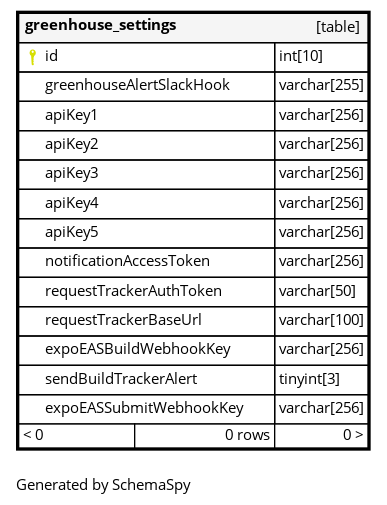 greenhouse_settings [table]
id int[10]
greenhouseAlertSlackHook varchar[255]
apiKey1 varchar[256]
apiKey2 varchar[256]
apiKey3 varchar[256]
apiKey4 varchar[256]
apiKey5 varchar[256]
notificationAccessToken varchar[256]
requestTrackerAuthToken varchar[50]
requestTrackerBaseUrl varchar[100]
expoEASBuildWebhookKey varchar[256]
sendBuildTrackerAlert tinyint[3]
expoEASSubmitWebhookKey varchar[256]
< 0 0 rows 0 >
Generated by SchemaSpy